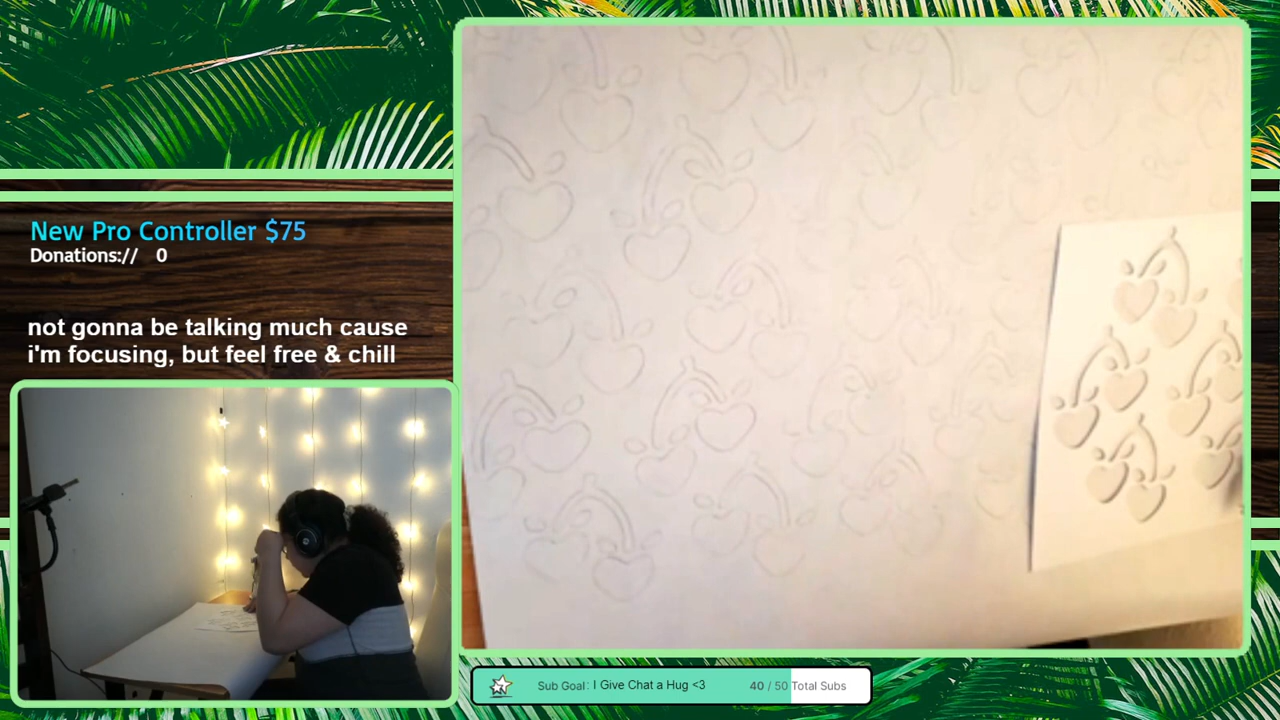 New Pro Controller $75
Donations:// 0
not gonna be talking much cause
i'm focusing, but feel free & chill
Sub Goal: I Give Chat a Hug <3 40 / 50 Total Subs